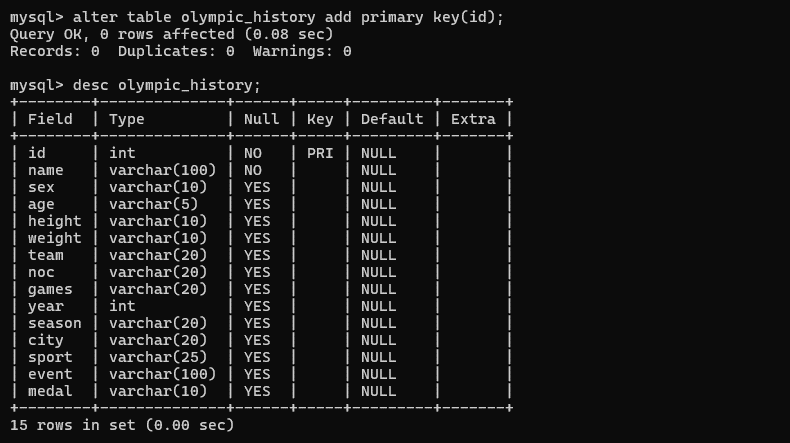 mysql> alter table olympic_history add primary key(id);
Query OK, 0 rows affected (0.08 sec)
Records: 0  Duplicates: 0  Warnings: 0

mysql> desc olympic_history;
+--------+--------------+------+-----+---------+-------+
| Field  | Type         | Null | Key | Default | Extra |
+--------+--------------+------+-----+---------+-------+
| id     | int          | NO   | PRI | NULL    |       |
| name   | varchar(100) | NO   |     | NULL    |       |
| sex    | varchar(10)  | YES  |     | NULL    |       |
| age    | varchar(5)   | YES  |     | NULL    |       |
| height | varchar(10)  | YES  |     | NULL    |       |
| weight | varchar(10)  | YES  |     | NULL    |       |
| team   | varchar(20)  | YES  |     | NULL    |       |
| noc    | varchar(20)  | YES  |     | NULL    |       |
| games  | varchar(20)  | YES  |     | NULL    |       |
| year   | int          | YES  |     | NULL    |       |
| season | varchar(20)  | YES  |     | NULL    |       |
| city   | varchar(20)  | YES  |     | NULL    |       |
| sport  | varchar(25)  | YES  |     | NULL    |       |
| event  | varchar(100) | YES  |     | NULL    |       |
| medal  | varchar(10)  | YES  |     | NULL    |       |
+--------+--------------+------+-----+---------+-------+
15 rows in set (0.00 sec)